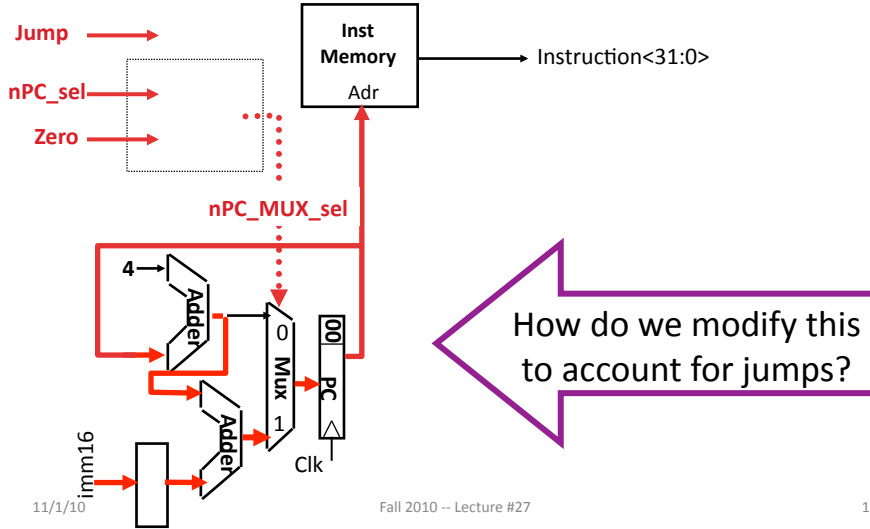 Jump
nPC_sel
Zero
Inst
Memory
Adr
Instruction<31:0>
nPC_MUX_sel
4
Adder
0
Mux
1
00
PC
Adder
Clk
imm16
How do we modify this
to account for jumps?
11/1/10
Fall 2010 -- Lecture #27
1